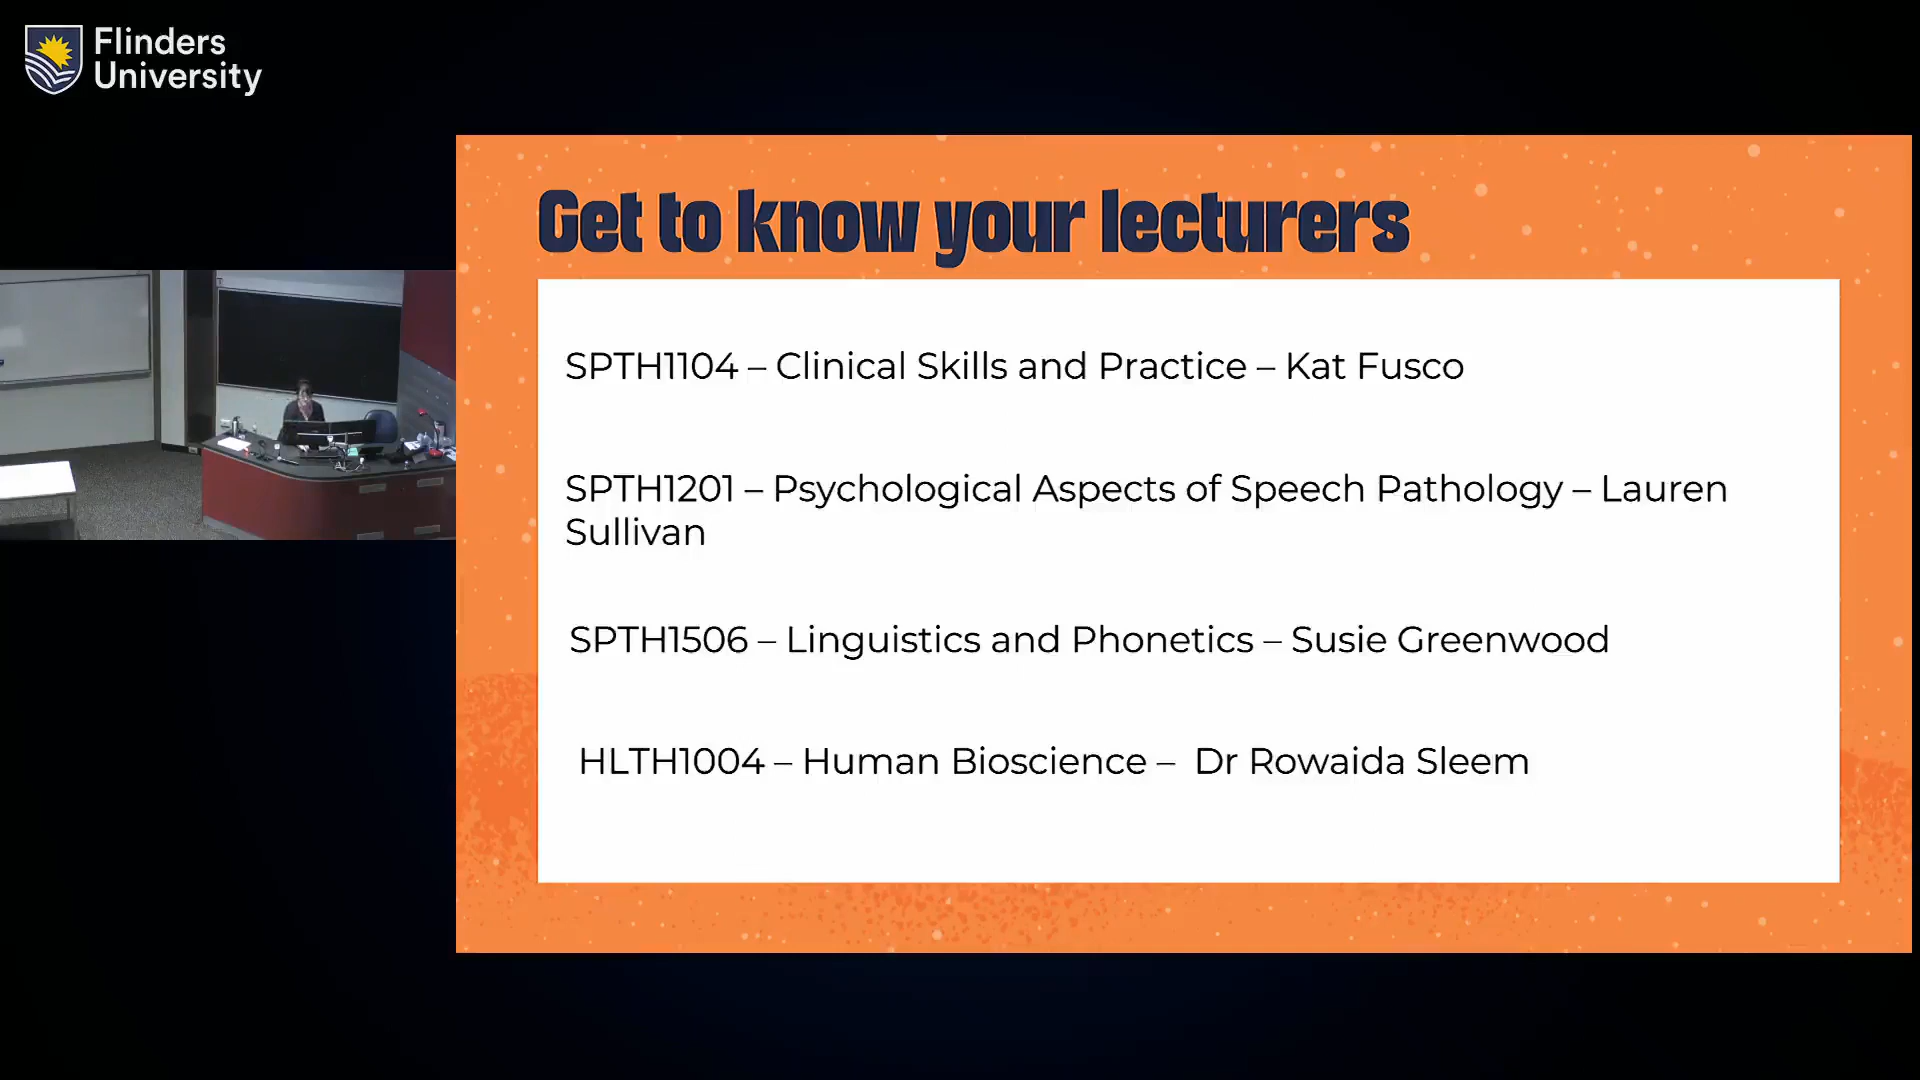 Flinders
University
Get to know your lecturers
SPTH1104 – Clinical Skills and Practice – Kat Fusco
SPTH1201 – Psychological Aspects of Speech Pathology – Lauren
Sullivan
SPTH1506 – Linguistics and Phonetics – Susie Greenwood
HLTH1004 – Human Bioscience – Dr Rowaida Sleem